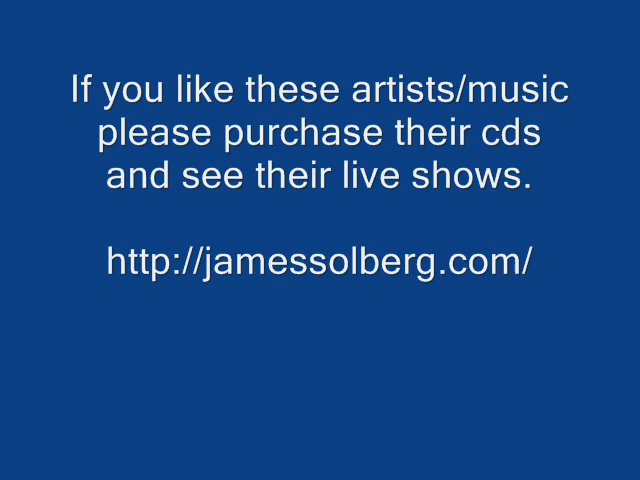 If you like these artists/music
please purchase their cds
and see their live shows.
http://jamessolberg.com/